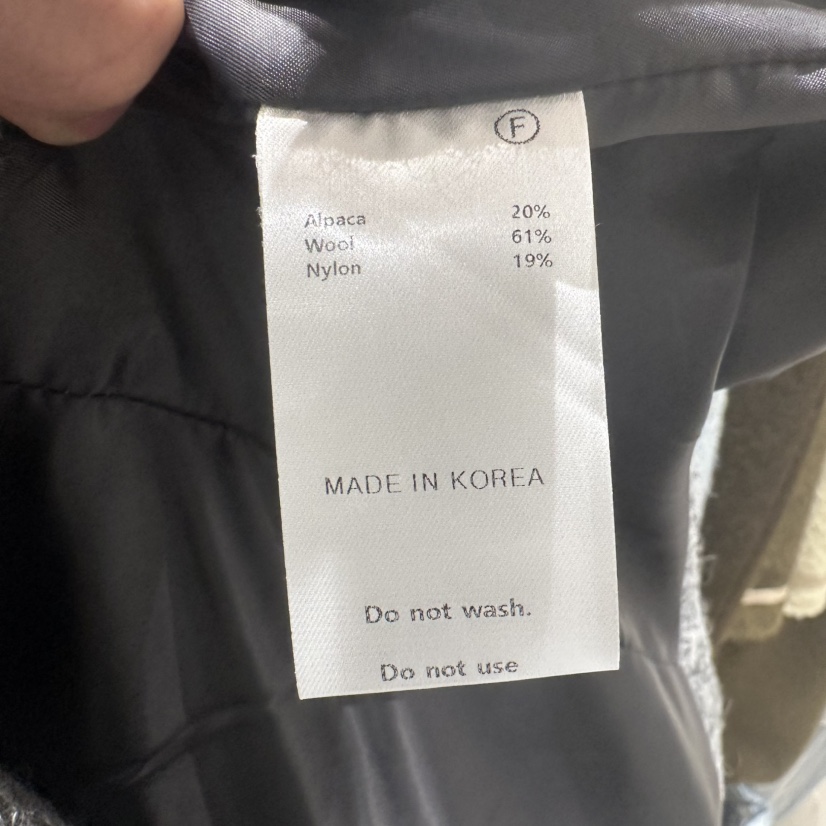 F
Alpaca 20%
Wool 61%
Nylon 19%
MADE IN KOREA
Do not wash.
Do not use